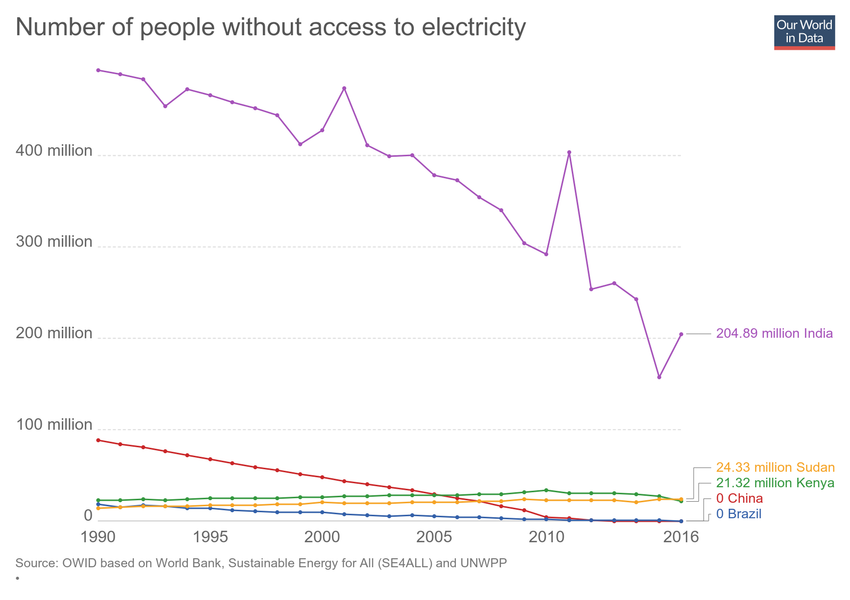 Number of people without access to electricity
Our World
in Data
400 million
300 million
200 million
100 million
0
1990
1995
2000
2005
2010
2016
204.89 million India
24.33 million Sudan
21.32 million Kenya
0 China
0 Brazil
Source: OWID based on World Bank, Sustainable Energy for All (SE4ALL) and UNWPP
•